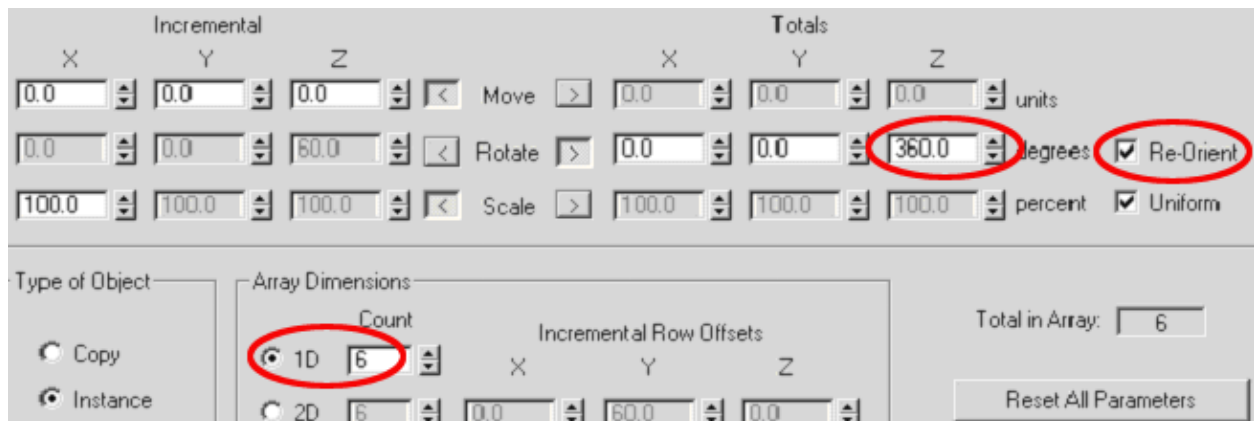 Incremental Totals
X Y Z X Y Z
0.0 0.0 0.0 < Move > 0.0 0.0 0.0 units
0.0 0.0 60.0 < Rotate > 0.0 0.0 360.0 degrees Re-Orient
100.0 100.0 100.0 < Scale > 100.0 100.0 100.0 percent Uniform
Type of Object Array Dimensions
Count Incremental Row Offsets Total in Array: 6
Copy 1D 6 X Y Z
Instance 2D 6 0.0 60.0 0.0 Reset All Parameters